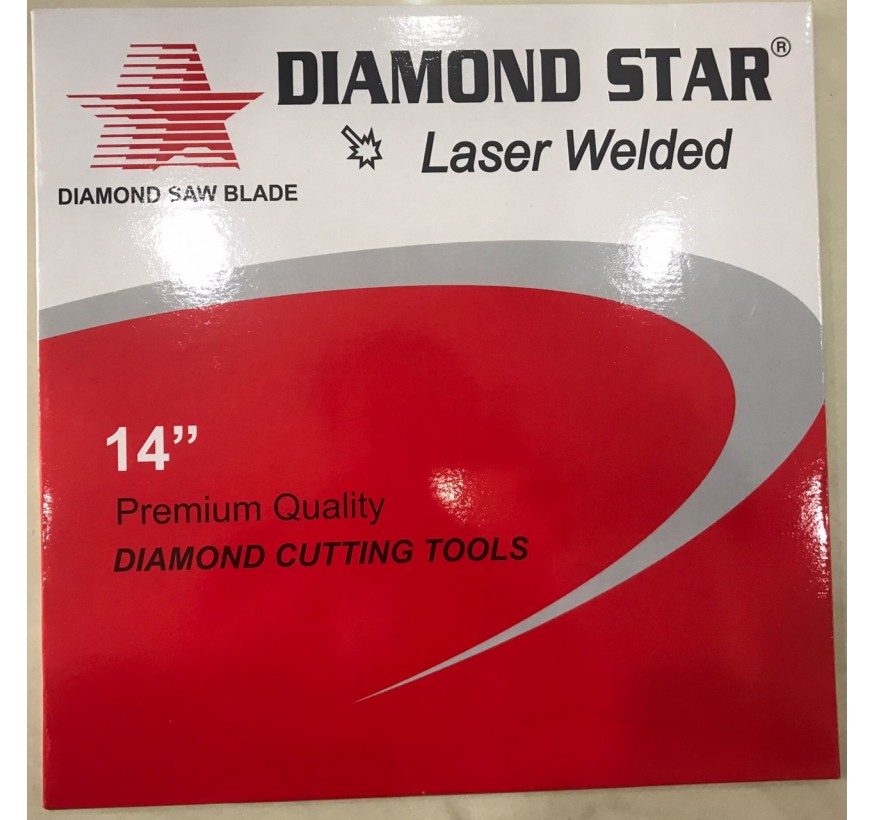 DIAMOND STAR®
Laser Welded
DIAMOND SAW BLADE
14”
Premium Quality
DIAMOND CUTTING TOOLS